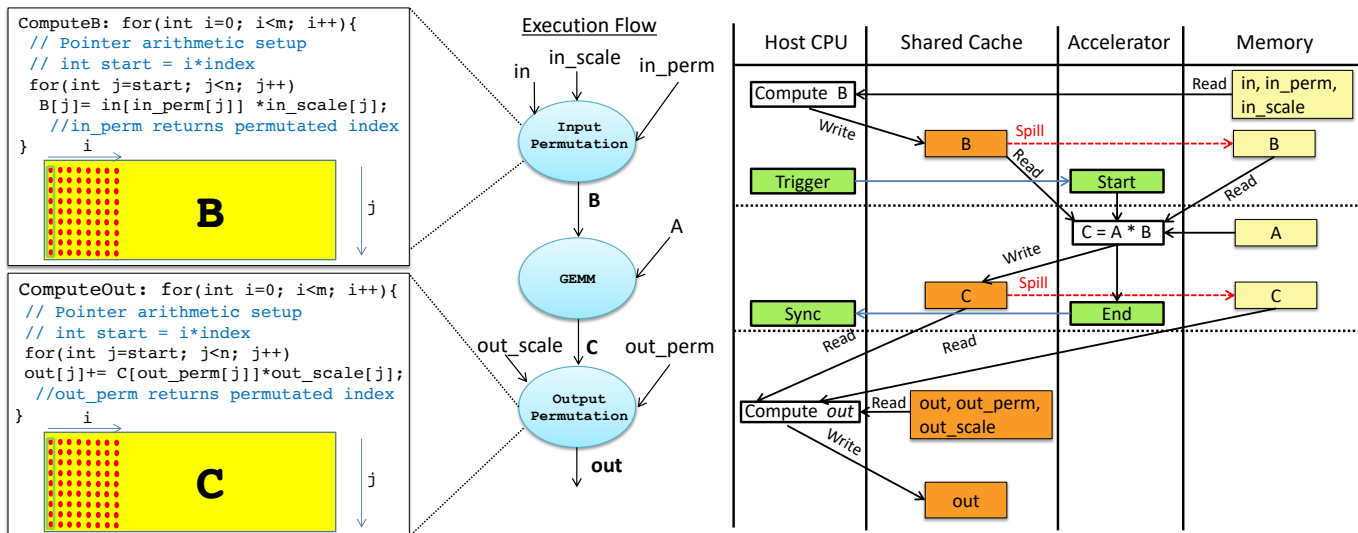 ComputeB: for(int i=0; i<m; i++){
// Pointer arithmetic setup
// int start = i*index
for(int j=start; j<n; j++)
B[j]= in[in_perm[j]] *in_scale[j];
//in_perm returns permutated index
}
i
B
j
ComputeOut: for(int i=0; i<m; i++){
// Pointer arithmetic setup
// int start = i*index
for(int j=start; j<n; j++)
out[j]+= C[out_perm[j]]*out_scale[j];
//out_perm returns permutated index
}
i
C
j
Execution Flow
in
in_scale
in_perm
Input
Permutation
B
A
GEMM
C
out_scale
out_perm
Output
Permutation
out
Host CPU
Shared Cache
Accelerator
Memory
Compute B
Read
in, in_perm,
in_scale
Write
B
Spill
B
Read
Read
Trigger
Start
C = A * B
A
Write
C
Spill
C
Sync
End
Read
Read
Compute out
Read
out, out_perm,
out_scale
Write
out